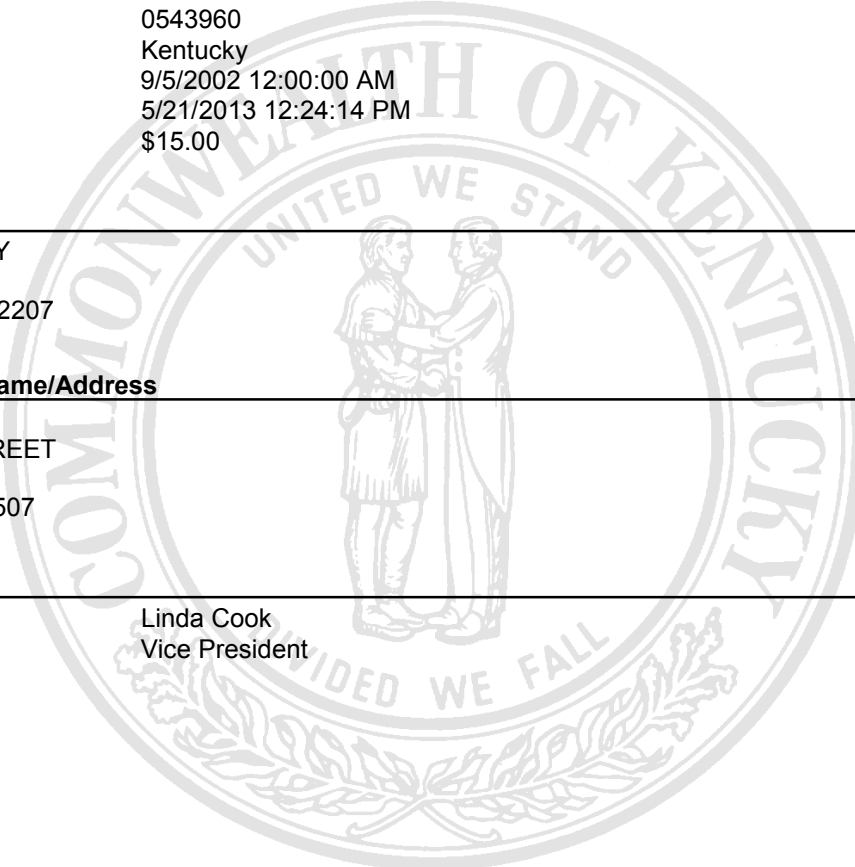 0543960
Kentucky
9/5/2002 12:00:00 AM
5/21/2013 12:24:14 PM
$15.00
COMMONWEALTH OF KENTUCKY
UNITED WE STAND
Y
2207
ame/Address
REET
507
Linda Cook
Vice President
DIVIDED WE FALL